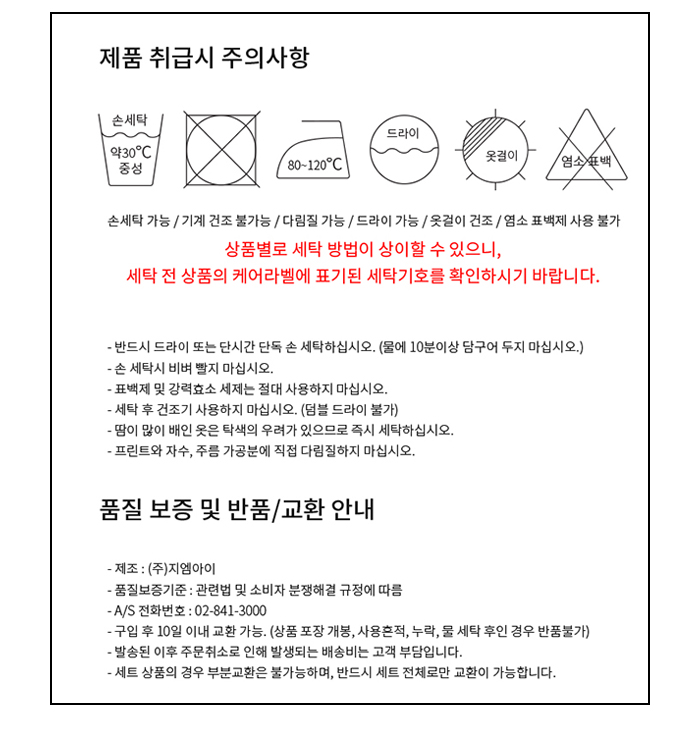 제품 취급시 주의사항
손세탁
약30℃
중성
80~120℃
드라이
옷걸이
염소 표백
손세탁 가능 / 기계 건조 불가능 / 다림질 가능 / 드라이 가능 / 옷걸이 건조 / 염소 표백제 사용 불가
상품별로 세탁 방법이 상이할 수 있으니,
세탁 전 상품의 케어라벨에 표기된 세탁기호를 확인하시기 바랍니다.
- 반드시 드라이 또는 단시간 단독 손 세탁하십시오. (물에 10분이상 담구어 두지 마십시오.)
- 손 세탁시 비벼 빨지 마십시오.
- 표백제 및 강력효소 세제는 절대 사용하지 마십시오.
- 세탁 후 건조기 사용하지 마십시오. (덤블 드라이 불가)
- 땀이 많이 배인 옷은 탁색의 우려가 있으므로 즉시 세탁하십시오.
- 프린트와 자수, 주름 가공분에 직접 다림질하지 마십시오.
품질 보증 및 반품/교환 안내
- 제조 : (주)지엠아이
- 품질보증기준 : 관련법 및 소비자 분쟁해결 규정에 따름
- A/S 전화번호 : 02-841-3000
- 구입 후 10일 이내 교환 가능. (상품 포장 개봉, 사용흔적, 누락, 물 세탁 후인 경우 반품불가)
- 발송된 이후 주문취소로 인해 발생되는 배송비는 고객 부담입니다.
- 세트 상품의 경우 부분교환은 불가능하며, 반드시 세트 전체로만 교환이 가능합니다.